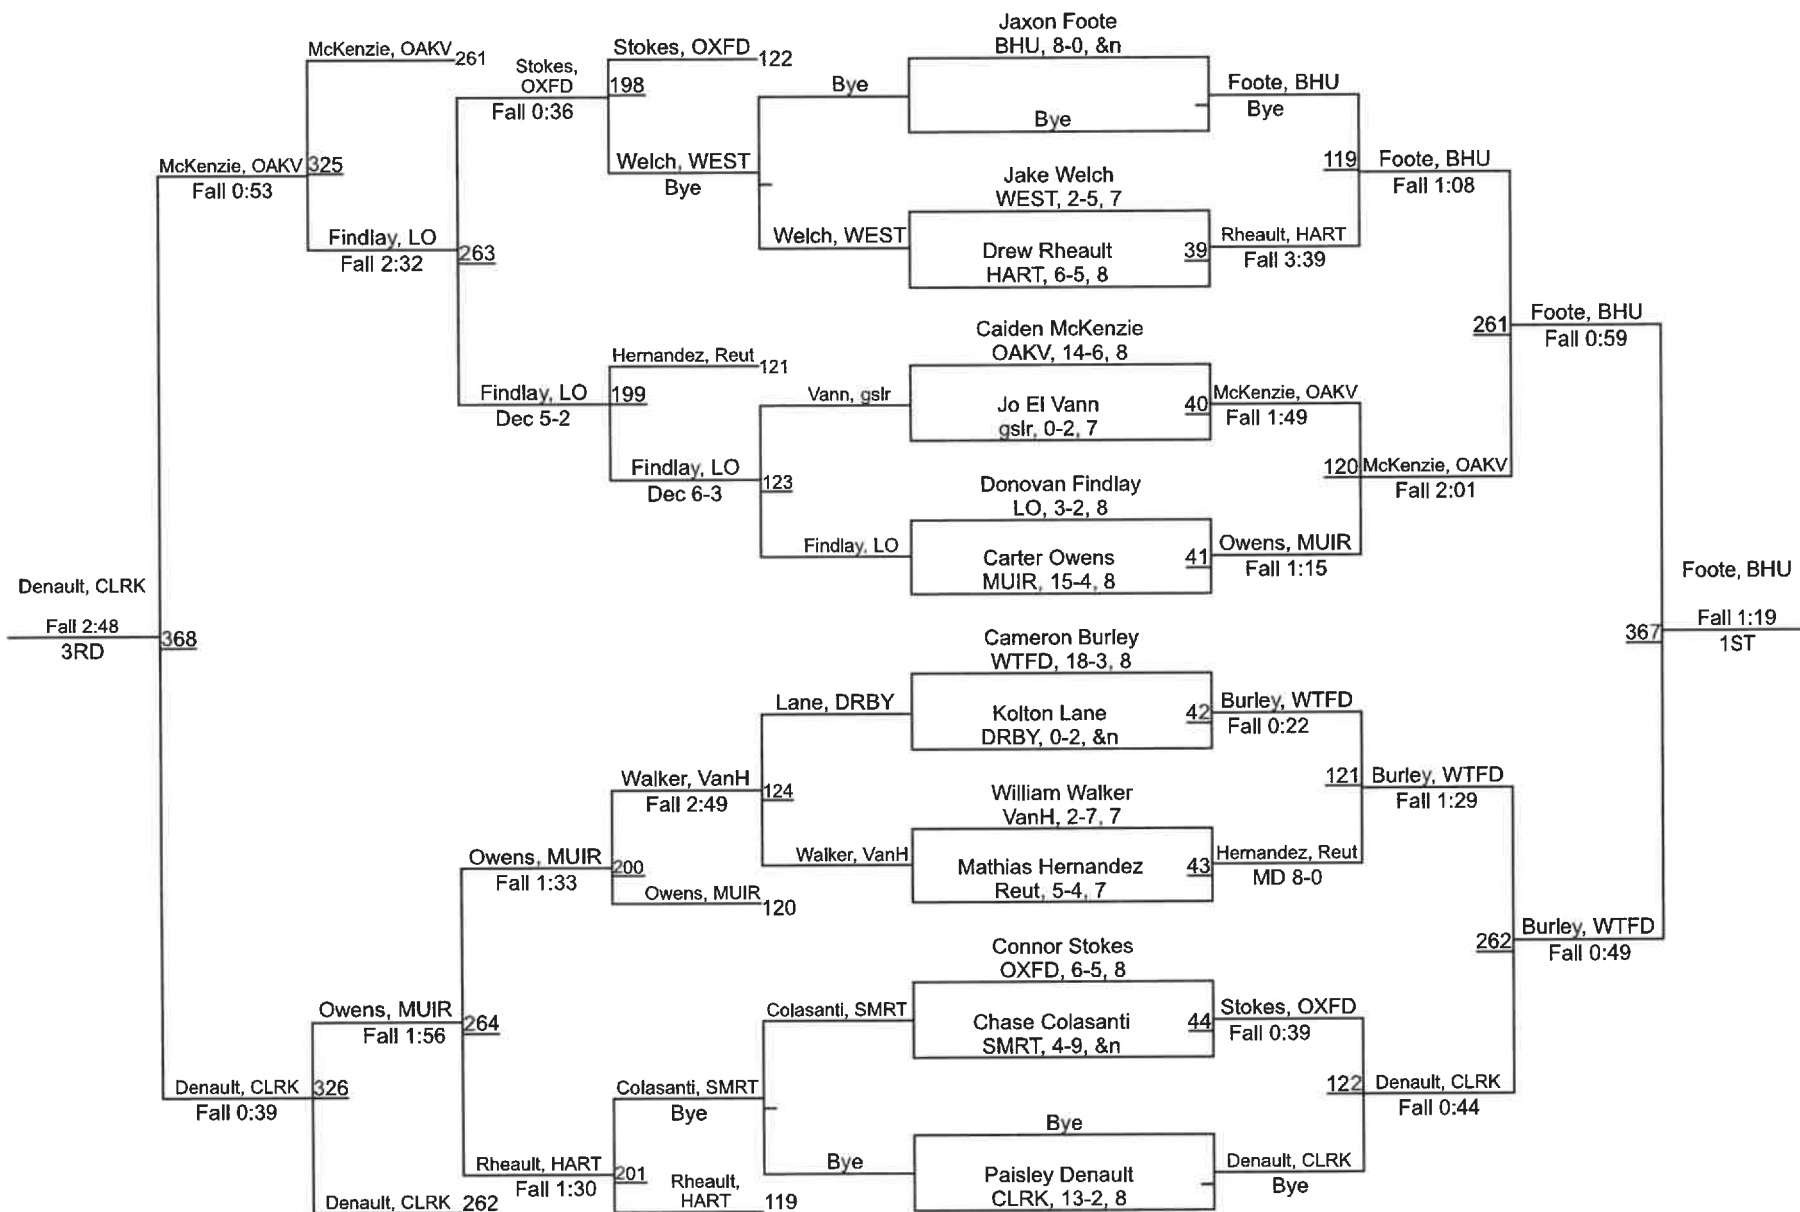 McKenzie, OAKV
261
McKenzie, OAKV
325
Fall 0:53
Findlay, LO
Fall 2:32
263
Stokes,
OXFD
Fall 0:36
198
Stokes, OXFD
122
Welch, WEST
Bye
Bye
Welch, WEST
Findlay, LO
Dec 5-2
199
Hernandez, Reut
121
Findlay, LO
Dec 6-3
123
Vann, gslr
Findlay, LO
Denault, CLRK
Fall 2:48
3RD
368
Denault, CLRK
Fall 0:39
326
Owens, MUIR
Fall 1:56
264
Denault, CLRK
262
Owens, MUIR
Fall 1:33
200
Walker, VanH
Fall 2:49
124
Lane, DRBY
Walker, VanH
Owens, MUIR
120
Rheault, HART
Fall 1:30
201
Colasanti, SMRT
Bye
Colasanti, SMRT
Bye
Rheault,
HART
119
Jaxon Foote
BHU, 8-0, &n
Bye
Jake Welch
WEST, 2-5, 7
Drew Rheault
HART, 6-5, 8
39
Caiden McKenzie
OAKV, 14-6, 8
Jo El Vann
gslr, 0-2, 7
40
Donovan Findlay
LO, 3-2, 8
Carter Owens
MUIR, 15-4, 8
41
Cameron Burley
WTFD, 18-3, 8
Kolton Lane
DRBY, 0-2, &n
42
William Walker
VanH, 2-7, 7
Mathias Hernandez
Reut, 5-4, 7
43
Connor Stokes
OXFD, 6-5, 8
Chase Colasanti
SMRT, 4-9, &n
44
Bye
Paisley Denault
CLRK, 13-2, 8
Foote, BHU
Bye
Rheault, HART
Fall 3:39
119
Foote, BHU
Fall 1:08
McKenzie, OAKV
Fall 1:49
Owens, MUIR
Fall 1:15
120
McKenzie, OAKV
Fall 2:01
261
Foote, BHU
Fall 0:59
Burley, WTFD
Fall 0:22
Hernandez, Reut
MD 8-0
121
Burley, WTFD
Fall 1:29
Stokes, OXFD
Fall 0:39
Denault, CLRK
Bye
122
Denault, CLRK
Fall 0:44
262
Burley, WTFD
Fall 0:49
367
Foote, BHU
Fall 1:19
1ST